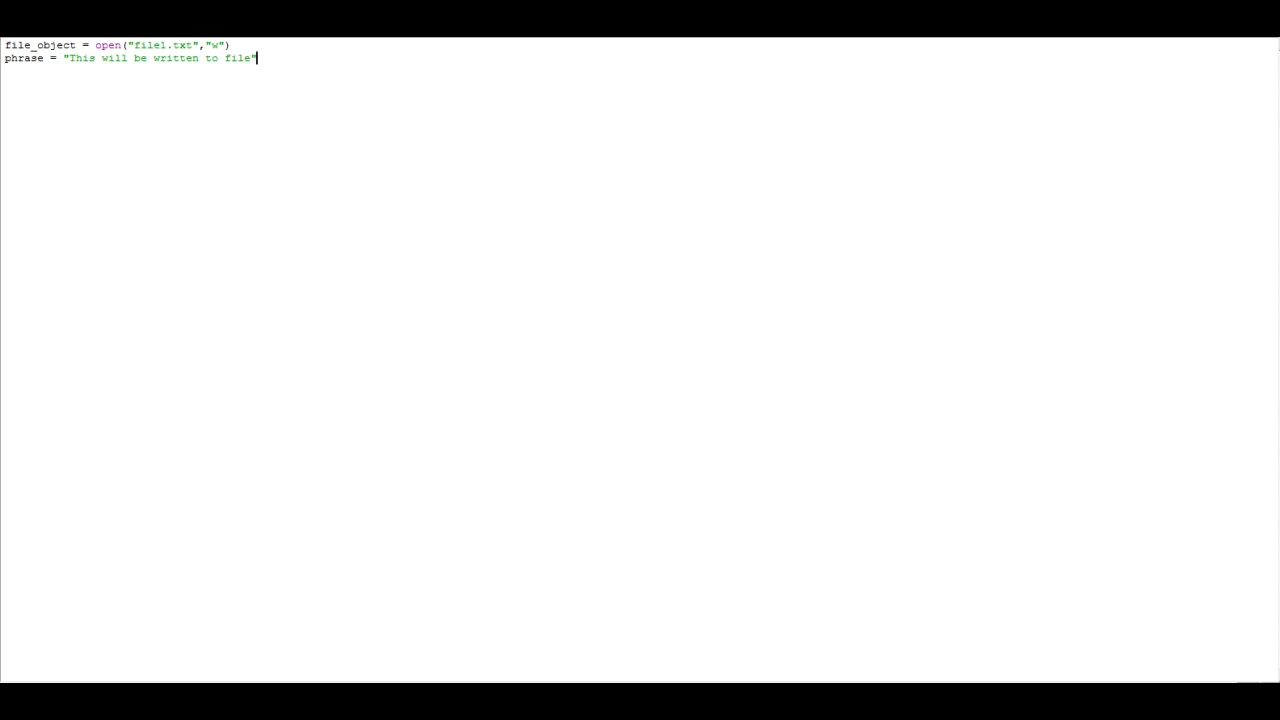 file_object = open("file1.txt","w")
phrase = "This will be written to file"